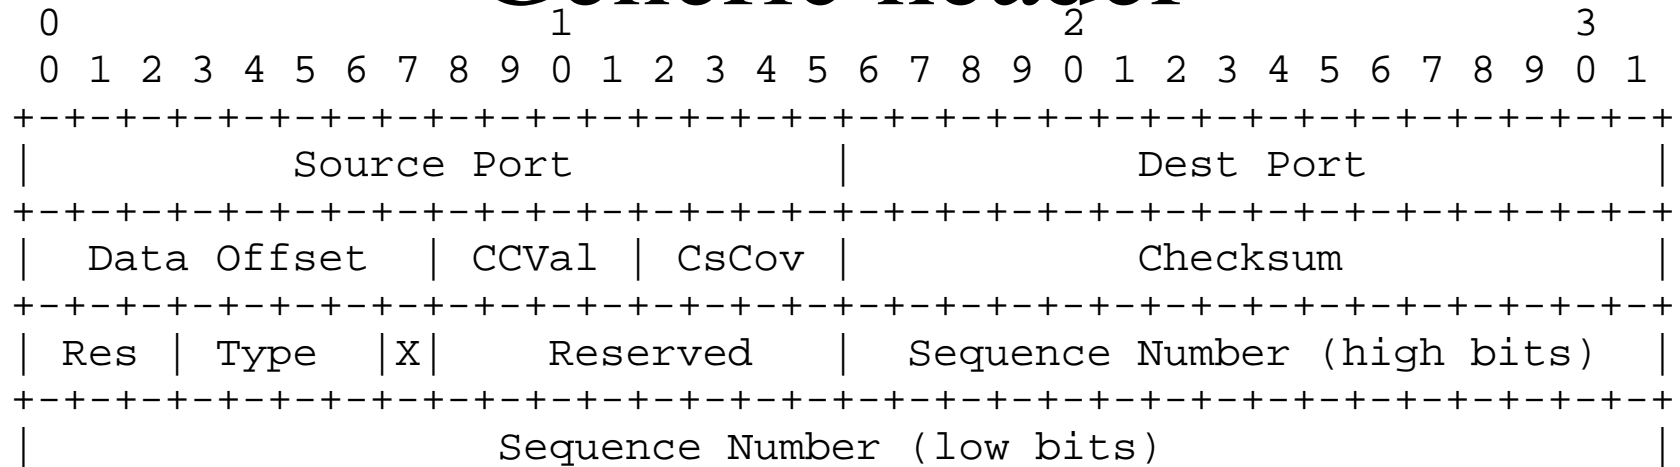 Generic header
 0                   1                   2                   3
 0 1 2 3 4 5 6 7 8 9 0 1 2 3 4 5 6 7 8 9 0 1 2 3 4 5 6 7 8 9 0 1
+-+-+-+-+-+-+-+-+-+-+-+-+-+-+-+-+-+-+-+-+-+-+-+-+-+-+-+-+-+-+-+-+
|          Source Port          |           Dest Port           |
+-+-+-+-+-+-+-+-+-+-+-+-+-+-+-+-+-+-+-+-+-+-+-+-+-+-+-+-+-+-+-+-+
|  Data Offset  | CCVal | CsCov |           Checksum            |
+-+-+-+-+-+-+-+-+-+-+-+-+-+-+-+-+-+-+-+-+-+-+-+-+-+-+-+-+-+-+-+-+
| Res | Type  |X|    Reserved   |  Sequence Number (high bits)  |
+-+-+-+-+-+-+-+-+-+-+-+-+-+-+-+-+-+-+-+-+-+-+-+-+-+-+-+-+-+-+-+-+
|                  Sequence Number (low bits)                   |